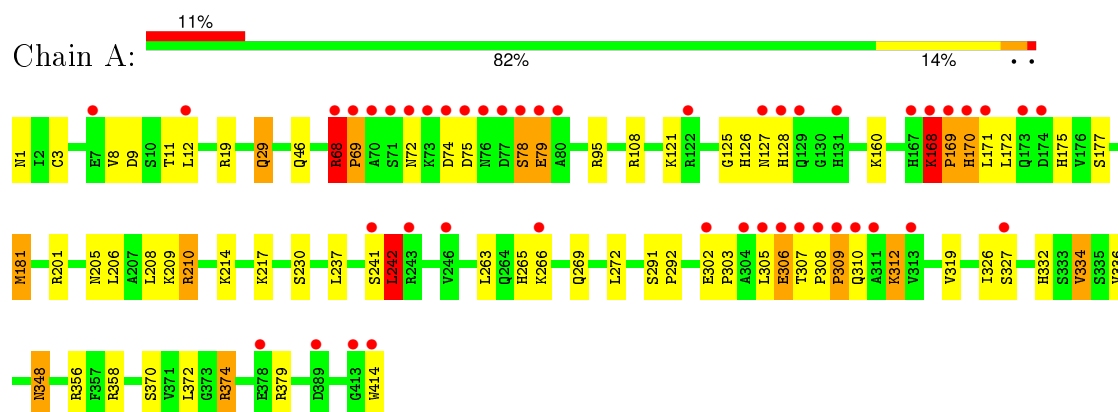 11%
Chain A:
82% 14% • •
N1 I2 G3 E7 V8 D9 S10 T11 L12 R19 Q29 Q46 R68 P69 A70 S71 N72 K73 D74 D75 N76 D77 S78 E79 A80 R95 R108 K121 R122 G125 H126 N127 H128 Q129 G130 H131 K160 H167 K168 P169 H170 L171 L172 Q173 D174 H175 V176 S177
M181 R201 N205 L206 A207 L208 K209 R210 K214 K217 S230 L237 S241 L242 R243 V246 L263 Q264 H265 K266 Q269 L272 S291 P292 E302 P303 A304 L305 E306 T307 P308 P309 Q310 A311 K312 V313 V319 I326 S327 H332 S333 V334 S335
N348 R356 F357 R358 S370 V371 L372 G373 R374 E378 R379 D389 G413 W414